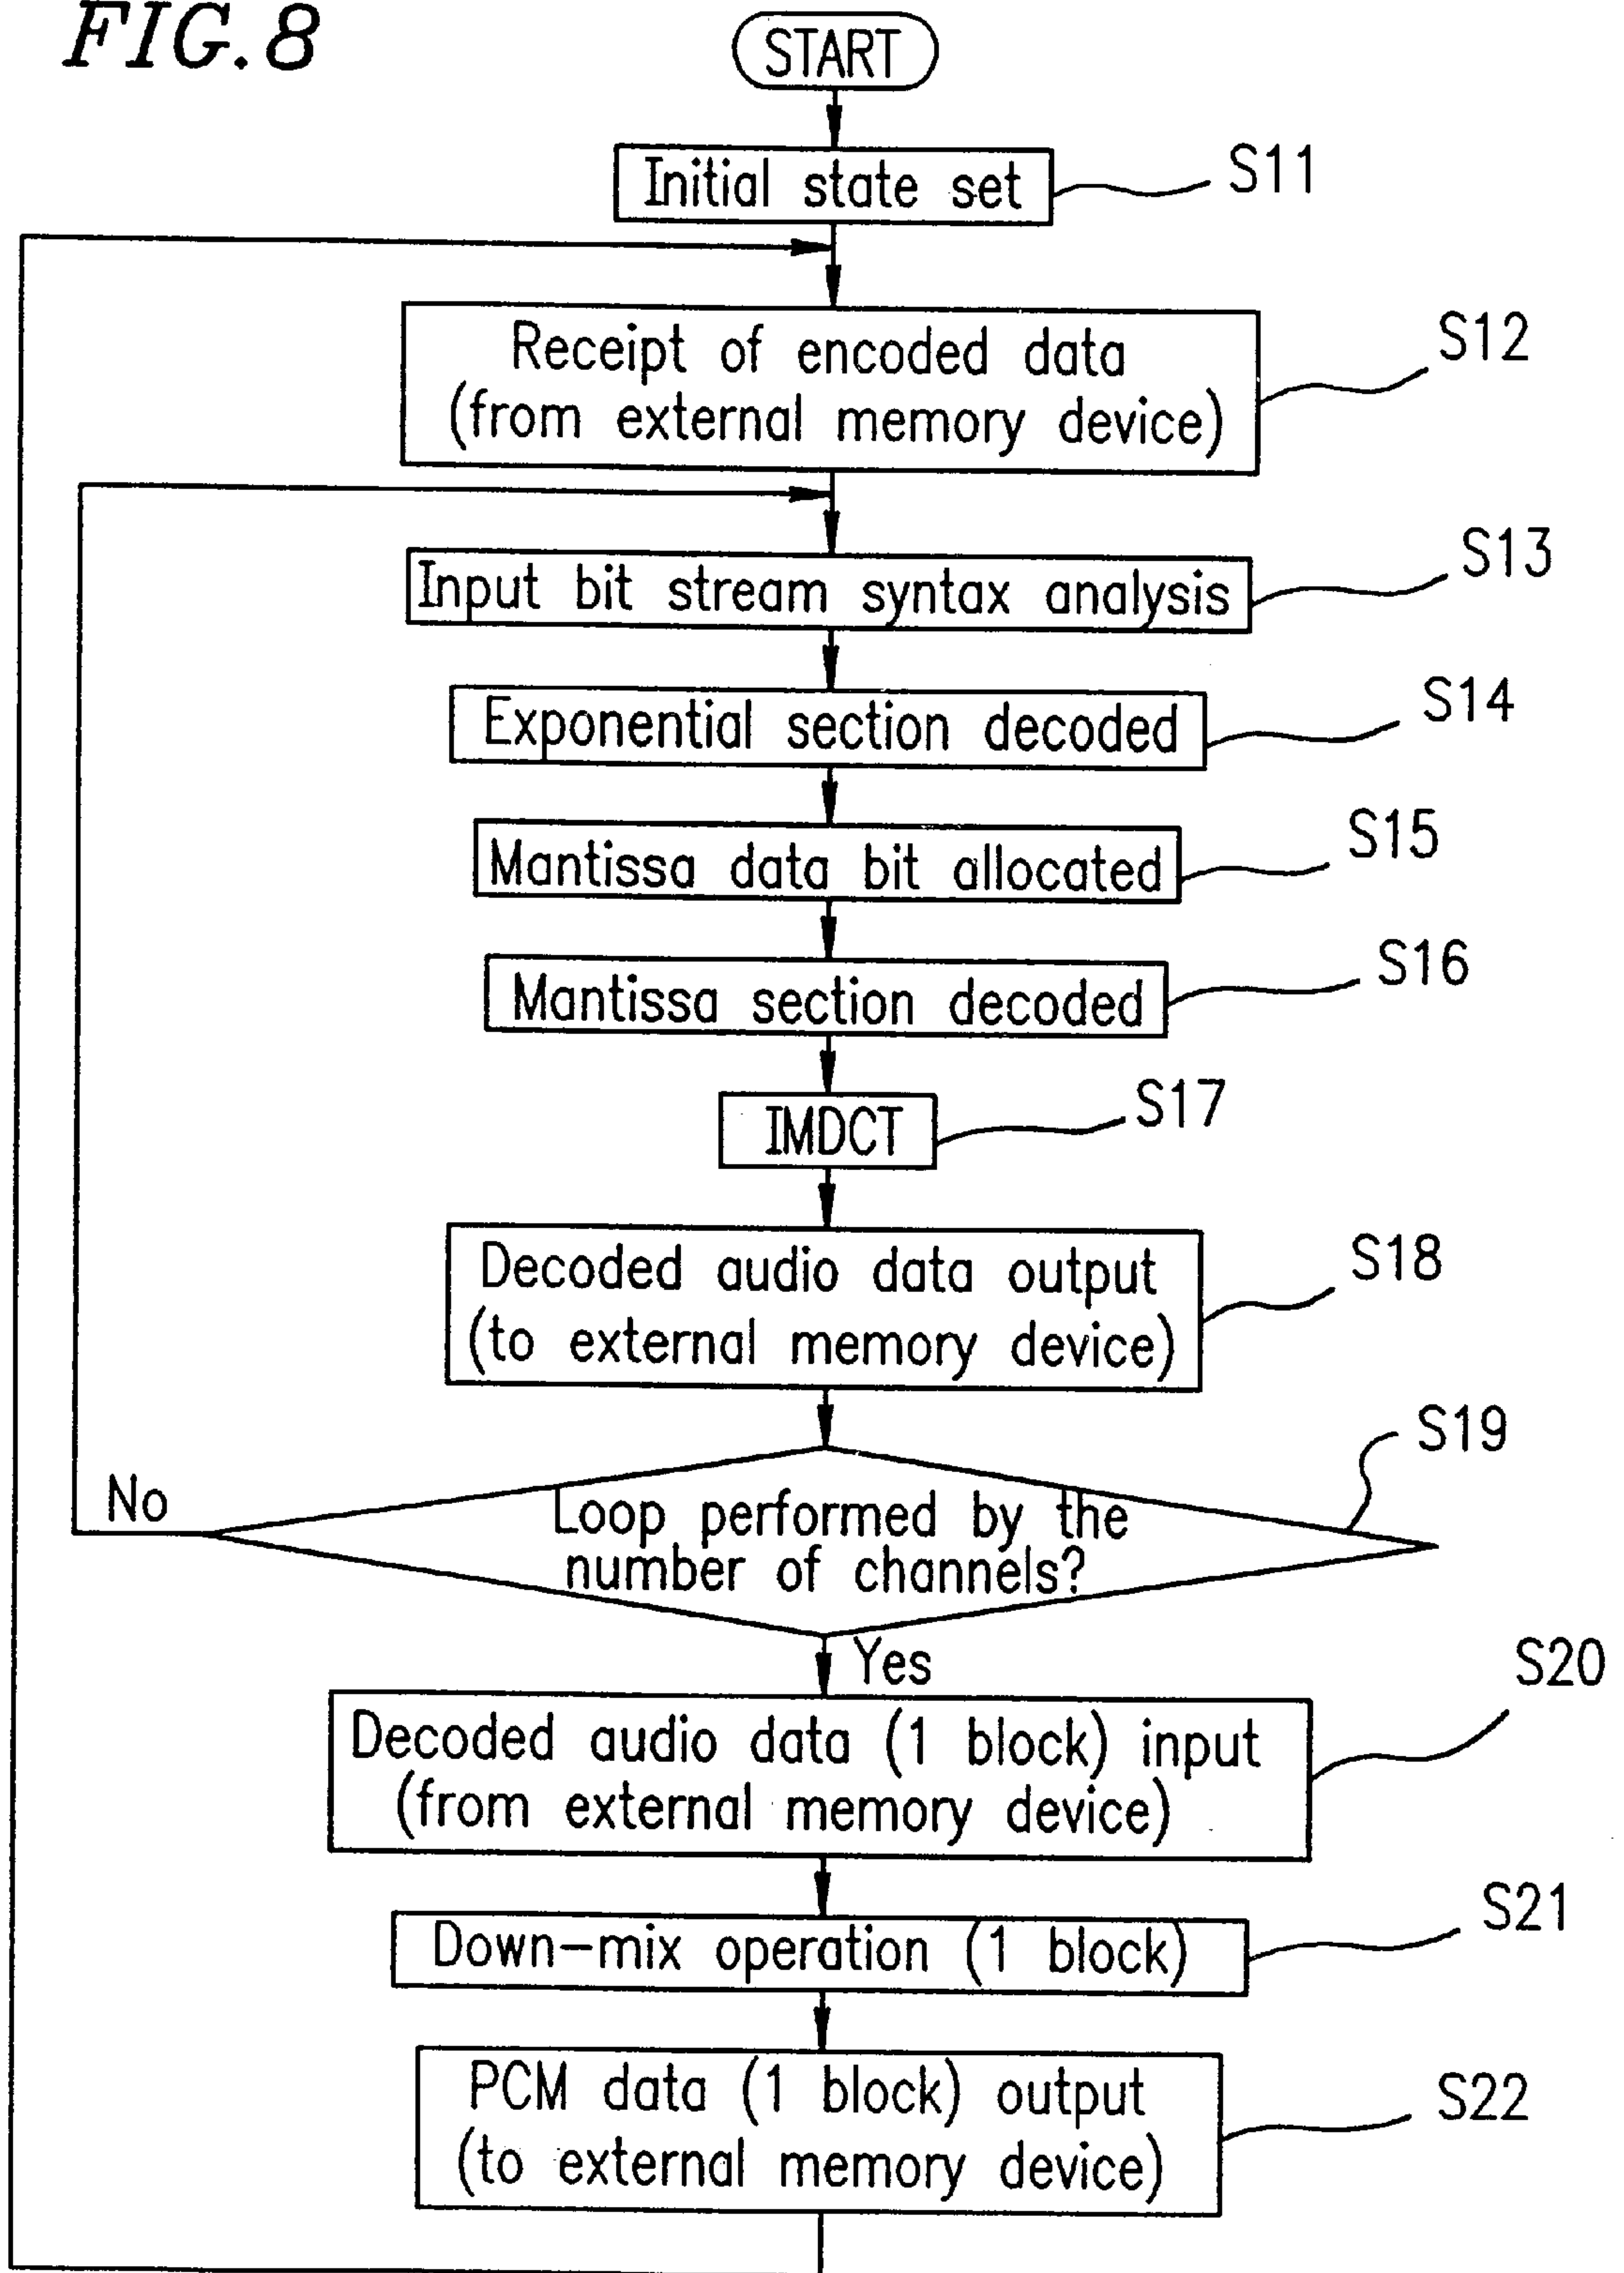 FIG.8
START
Initial state set
S11
Receipt of encoded data
(from external memory device)
S12
Input bit stream syntax analysis
S13
Exponential section decoded
S14
Mantissa data bit allocated
S15
Mantissa section decoded
S16
IMDCT
S17
Decoded audio data output
(to external memory device)
S18
Loop performed by the
number of channels?
S19
No
Yes
Decoded audio data (1 block) input
(from external memory device)
S20
Down-mix operation (1 block)
S21
PCM data (1 block) output
(to external memory device)
S22